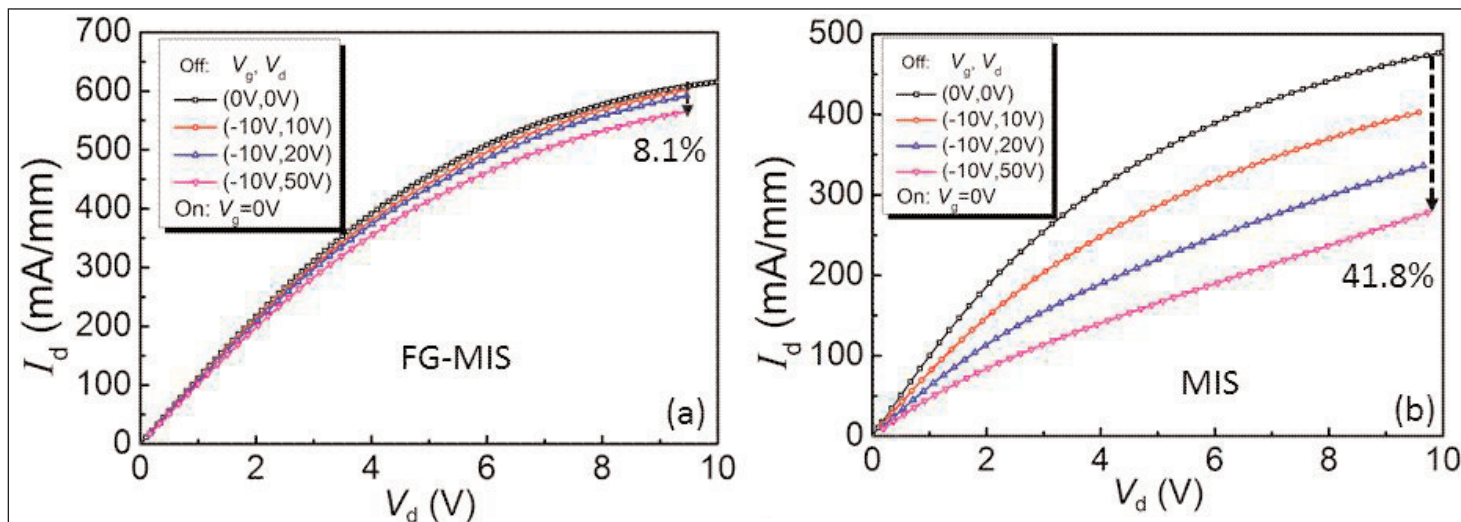 700
600
500
400
300
200
100
0
I_d (mA/mm)
Off: V_g, V_d
(0V,0V)
(-10V,10V)
(-10V,20V)
(-10V,50V)
On: V_g=0V
8.1%
FG-MIS
(a)
0 2 4 6 8 10
V_d (V)
500
400
300
200
100
0
I_d (mA/mm)
Off: V_g, V_d
(0V,0V)
(-10V,10V)
(-10V,20V)
(-10V,50V)
On: V_g=0V
41.8%
MIS
(b)
0 2 4 6 8 10
V_d (V)